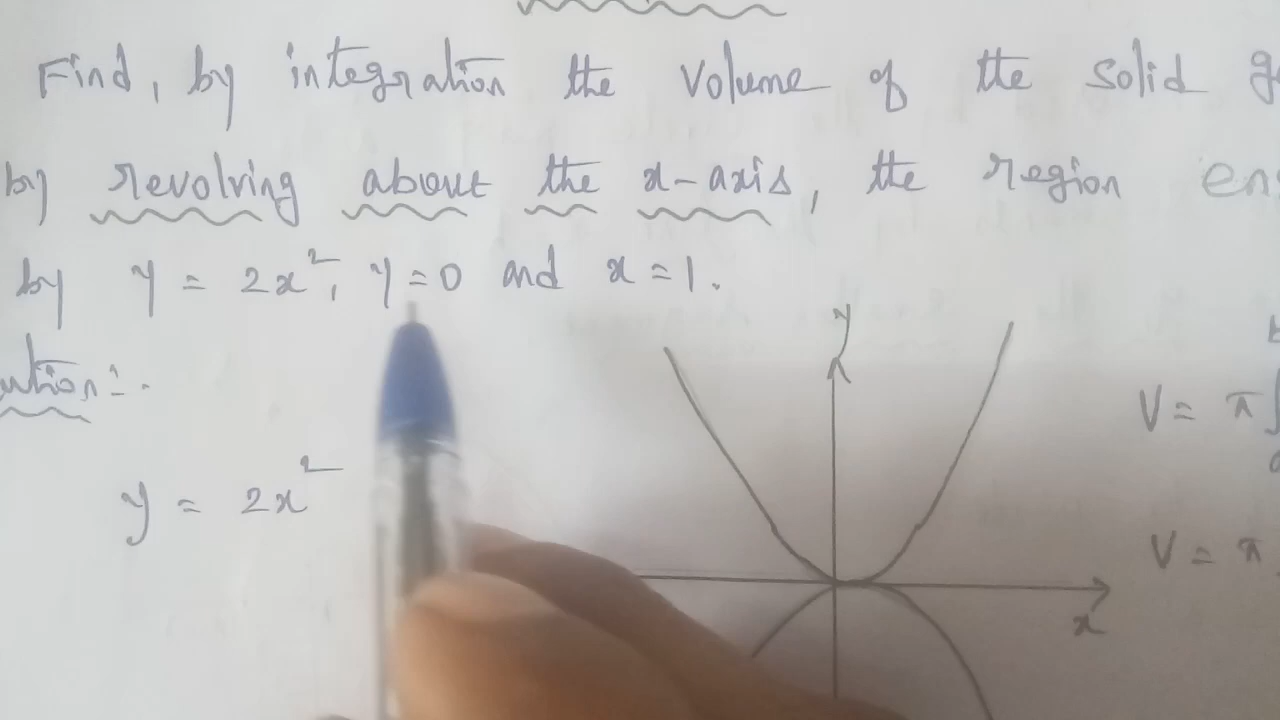 Find, by integration the volume of the solid
by revolving about the x-axis, the region
by y = 2x², y = 0 and x = 1.
y
V = π
y = 2x²
V = π
x